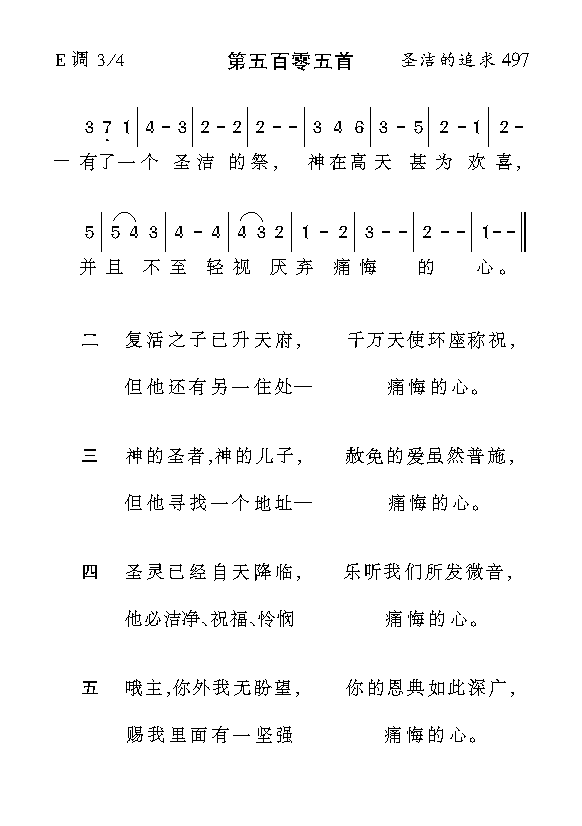 E 调 3/4 第五百零五首 圣洁的追求 497
3 7 1 | 4 - 3 | 2 - 2 | 2 - - | 3 4 6 | 3 - 5 | 2 - 1 | 2 -
一 有了一个 圣洁 的祭， 神在高天 甚为 欢喜，
5 | 5 4 3 | 4 - 4 | 4 3 2 | 1 - 2 | 3 - - | 2 - - | 1 - - ‖
并且 不至 轻视 厌弃 痛悔 的 心。
二 复活之子已升天府， 千万天使环座称祝，
但他还有另一住处— 痛悔的心。
三 神的圣者,神的儿子， 赦免的爱虽然普施，
但他寻找一个地址— 痛悔的心。
四 圣灵已经自天降临， 乐听我们所发微音，
他必洁净、祝福、怜悯 痛悔的心。
五 哦主,你外我无盼望， 你的恩典如此深广，
赐我里面有一坚强 痛悔的心。